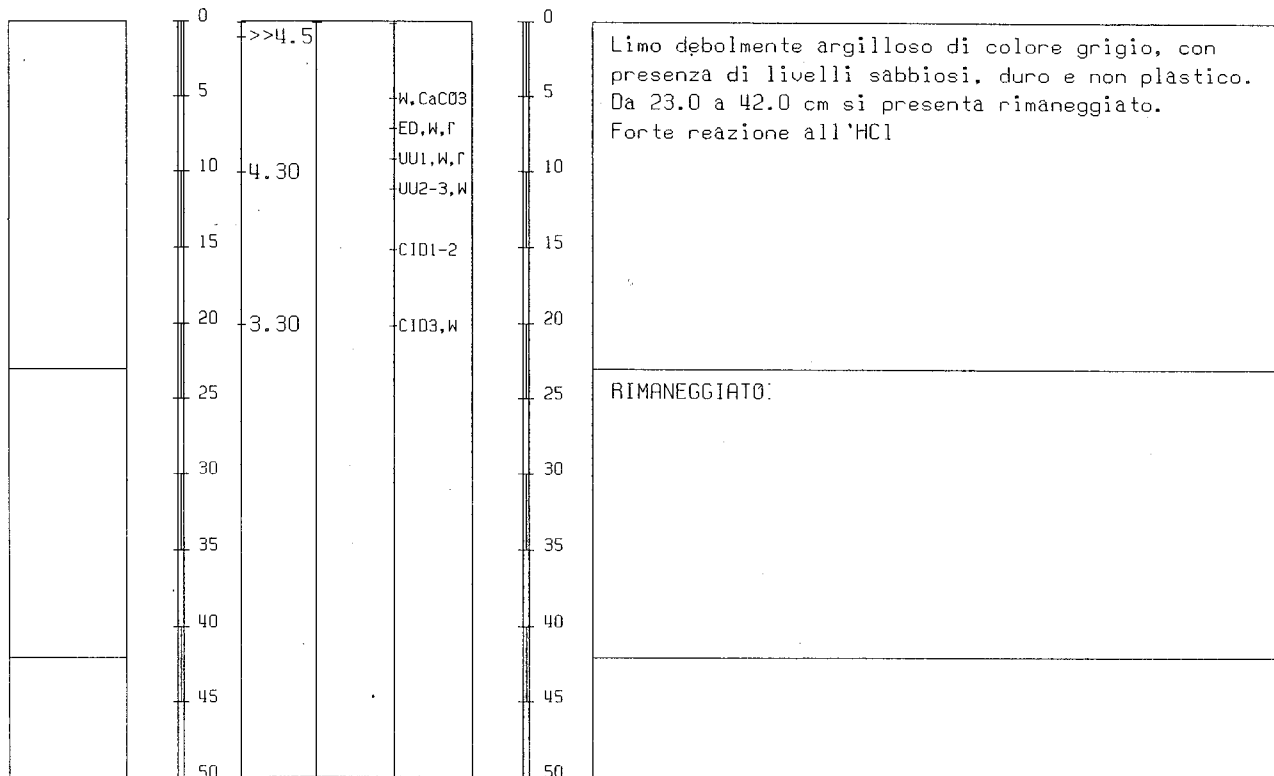 0
5
10
15
20
25
30
35
40
45
50
>>4.5
4.30
3.30
W,CaCO3
ED,W,Γ
UU1,W,Γ
UU2-3,W
CID1-2
CID3,W
0
5
10
15
20
25
30
35
40
45
50
Limo debolmente argilloso di colore grigio, con
presenza di livelli sabbiosi, duro e non plastico.
Da 23.0 a 42.0 cm si presenta rimaneggiato.
Forte reazione all'HCl
RIMANEGGIATO.